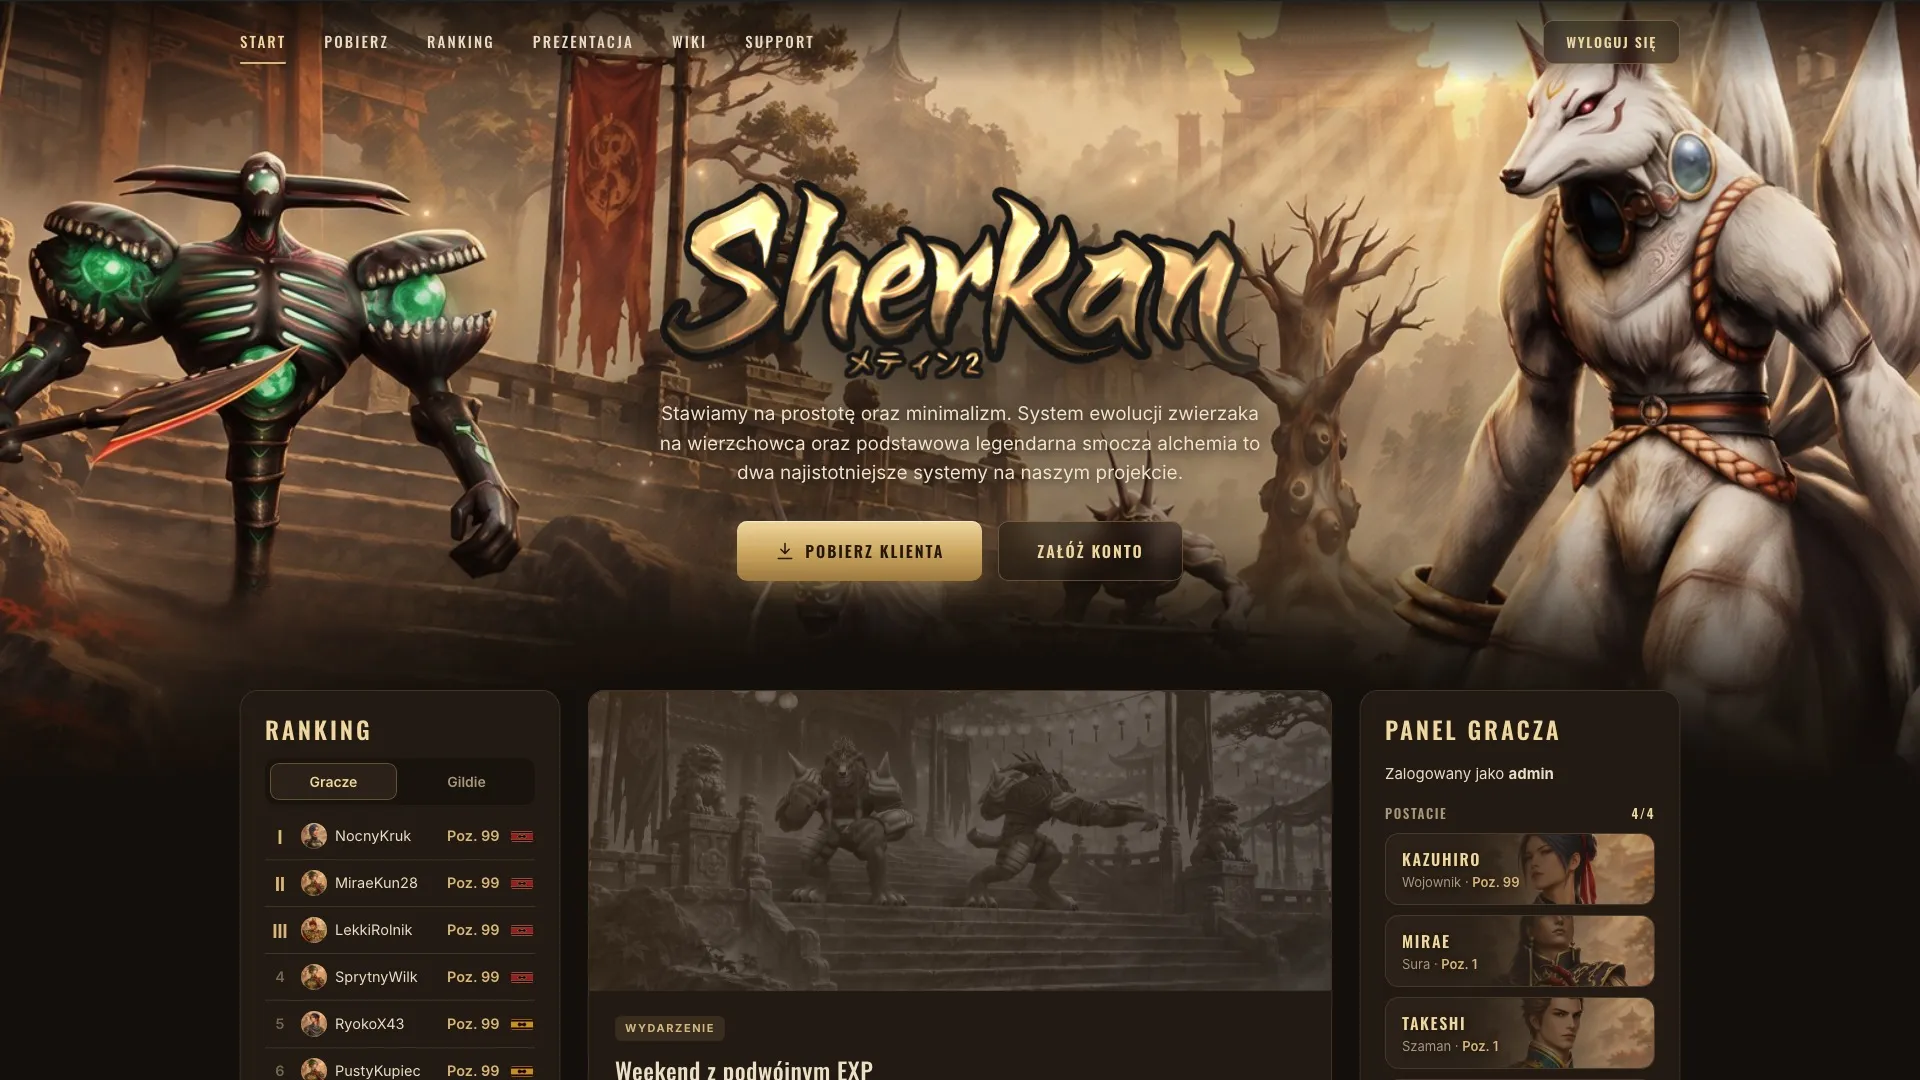 START POBIERZ RANKING PREZENTACJA WIKI SUPPORT WYLOGUJ SIĘ
Sherkan
メティン2
Stawiamy na prostotę oraz minimalizm. System ewolucji zwierzaka
na wierzchowca oraz podstawowa legendarna smocza alchemia to
dwa najistotniejsze systemy na naszym projekcie.
POBIERZ KLIENTA
ZAŁÓŻ KONTO
RANKING
Gracze Gildie
I NocnyKruk Poz. 99
II MiraeKun28 Poz. 99
III LekkiRolnik Poz. 99
4 SprytnyWilk Poz. 99
5 RyokoX43 Poz. 99
6 PustyKupiec Poz. 99
WYDARZENIE
Weekend z podwójnym EXP
PANEL GRACZA
Zalogowany jako admin
POSTACIE 4/4
KAZUHIRO
Wojownik · Poz. 99
MIRAE
Sura · Poz. 1
TAKESHI
Szaman · Poz. 1